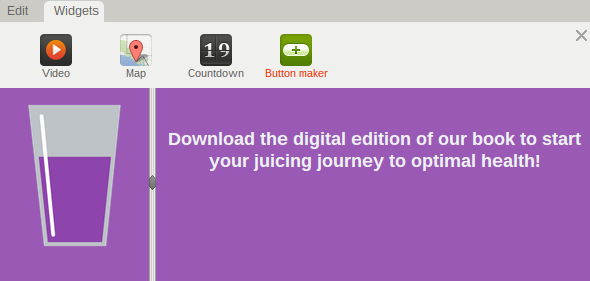 Edit Widgets
19
Video Map Countdown Button maker
Download the digital edition of our book to start
your juicing journey to optimal health!